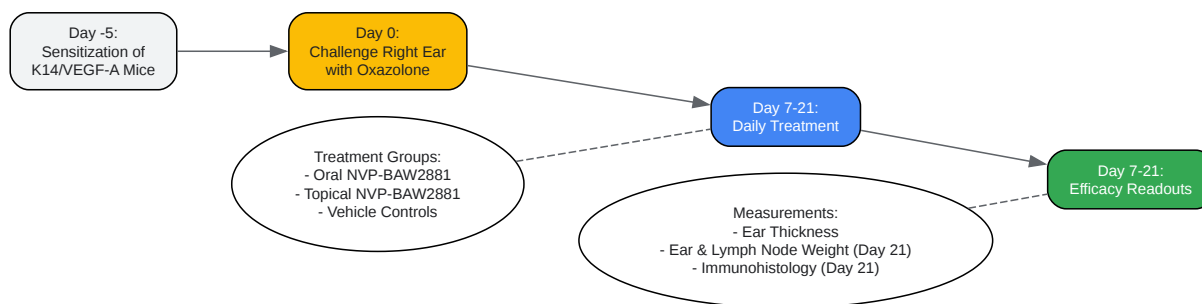 Day -5:
Sensitization of
K14/VEGF-A Mice
Day 0:
Challenge Right Ear
with Oxazolone
Day 7-21:
Daily Treatment
Treatment Groups:
- Oral NVP-BAW2881
- Topical NVP-BAW2881
- Vehicle Controls
Day 7-21:
Efficacy Readouts
Measurements:
- Ear Thickness
- Ear & Lymph Node Weight (Day 21)
- Immunohistology (Day 21)